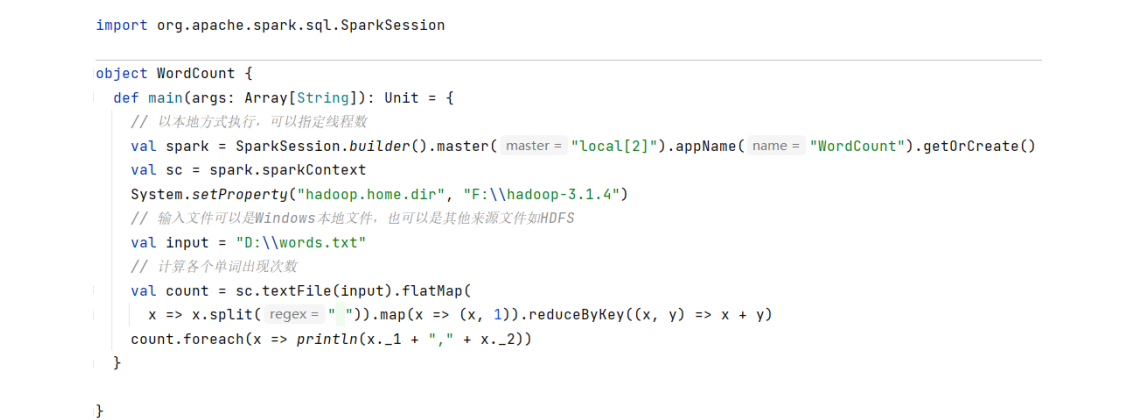 import org.apache.spark.sql.SparkSession
object WordCount {
def main(args: Array[String]): Unit = {
// 以本地方式执行，可以指定线程数
val spark = SparkSession.builder().master( master = "local[2]").appName( name = "WordCount").getOrCreate()
val sc = spark.sparkContext
System.setProperty("hadoop.home.dir", "F:\\hadoop-3.1.4")
// 输入文件可以是Windows本地文件，也可以是其他来源文件如HDFS
val input = "D:\\words.txt"
// 计算各个单词出现次数
val count = sc.textFile(input).flatMap(
x => x.split( regex = " ")).map(x => (x, 1)).reduceByKey((x, y) => x + y)
count.foreach(x => println(x._1 + "," + x._2))
}
}